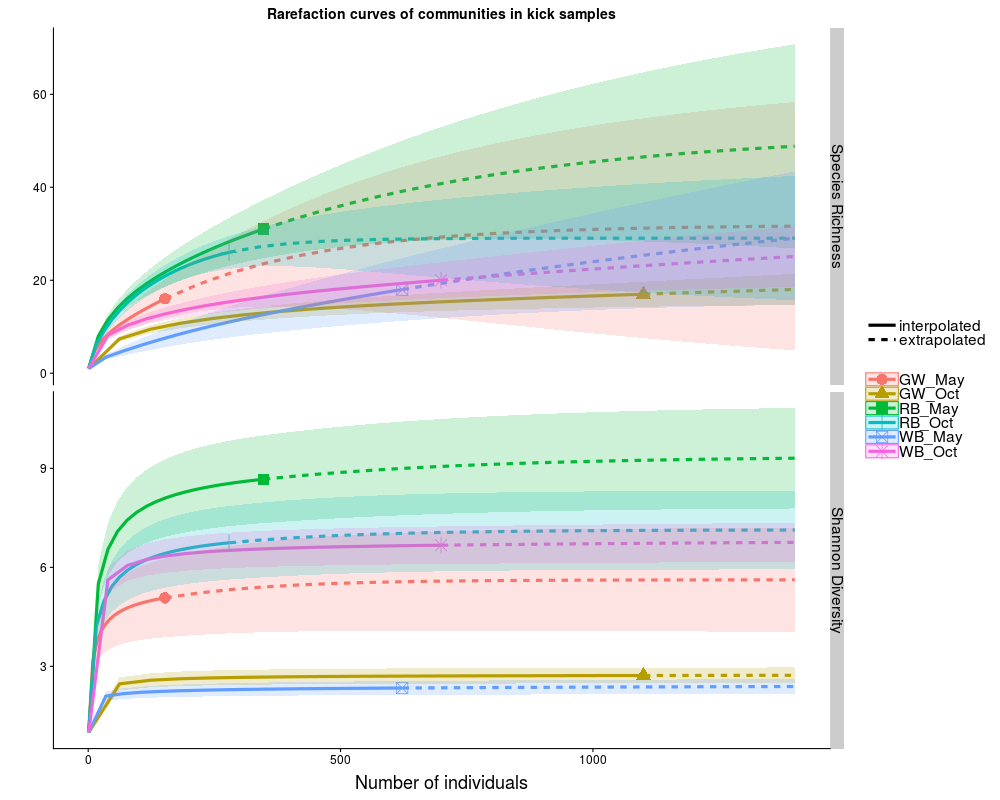 Rarefaction curves of communities in kick samples
60
40
20
0
Species Richness
9
6
3
Shannon Diversity
0
500
1000
Number of individuals
interpolated
extrapolated
GW_May
GW_Oct
RB_May
RB_Oct
WB_May
WB_Oct